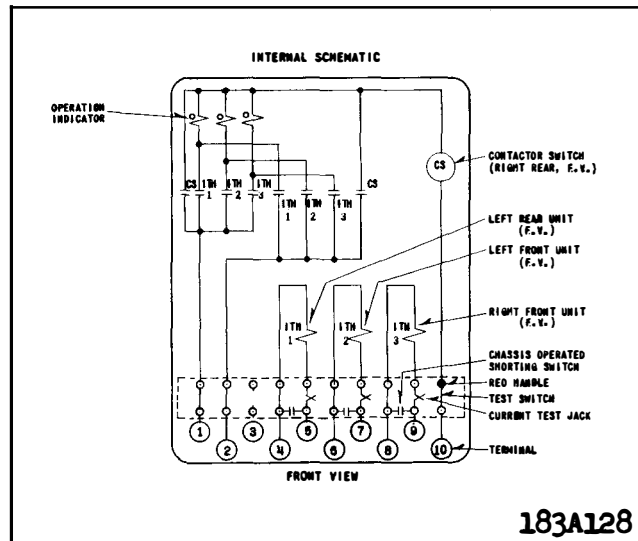 INTERNAL SCHEMATIC
OPERATION
INDICATOR
CS
CONTACTOR SWITCH
(RIGHT REAR, F.V.)
CS ITH ITH ITH ITH ITH ITH CS
1 2 3 1 2 3
LEFT REAR UNIT
(F.V.)
LEFT FRONT UNIT
(F.V.)
ITH ITH ITH
1 2 3
RIGHT FRONT UNIT
(F.V.)
CHASSIS OPERATED
SHORTING SWITCH
RED HANDLE
TEST SWITCH
CURRENT TEST JACK
1 2 3 4 5 6 7 8 9 10
TERMINAL
FRONT VIEW
183A128